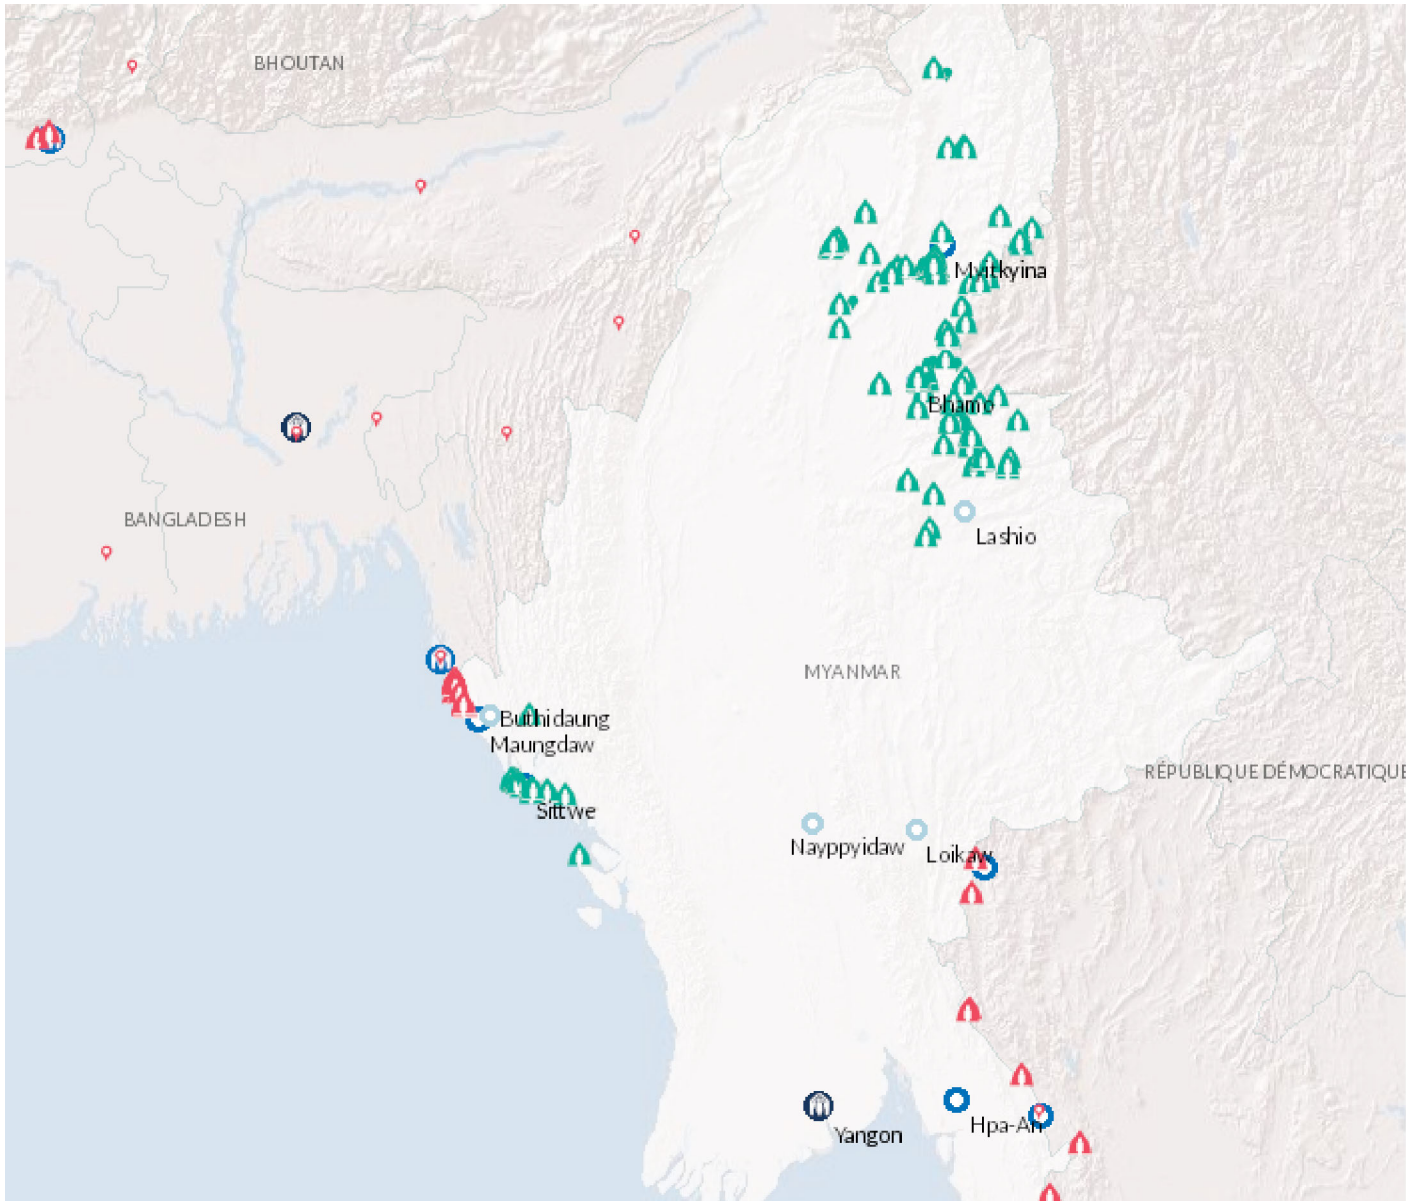 BHOUTAN
Myitkyina
Bhamo
BANGLADESH
Lashio
MYANMAR
Buthidaung
Maungdaw
RÉPUBLIQUE DÉMOCRATIQUE
Sittwe
Nayppyidaw
Loikaw
Hpa-An
Yangon